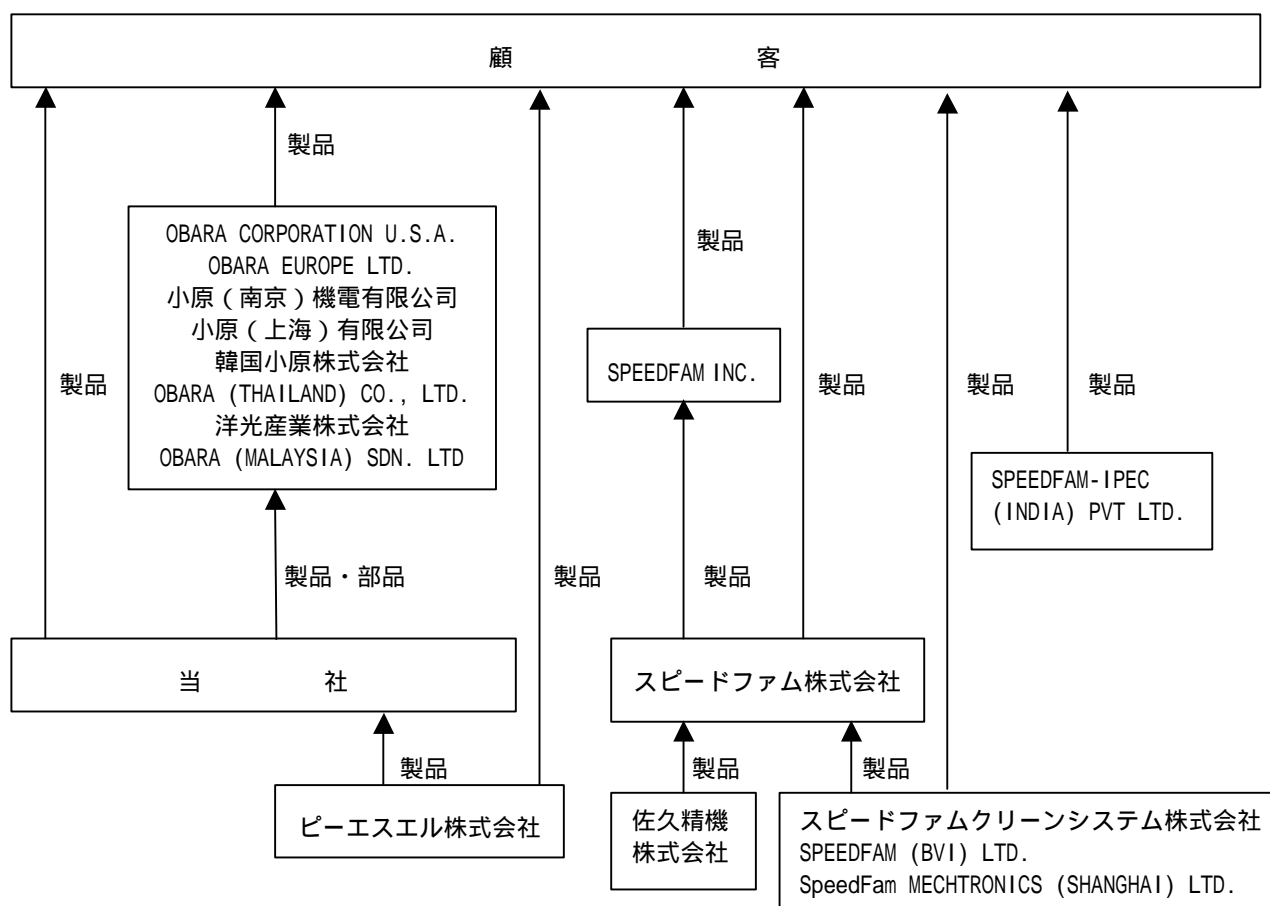 顧 客
製品
OBARA CORPORATION U.S.A.
OBARA EUROPE LTD.
小原（南京）機電有限公司
小原（上海）有限公司
韓国小原株式会社
OBARA (THAILAND) CO., LTD.
洋光産業株式会社
OBARA (MALAYSIA) SDN. LTD
製品
製品
SPEEDFAM INC.
製品
製品
製品
SPEEDFAM-IPEC
(INDIA) PVT LTD.
製品・部品
製品
製品
当 社
スピードファム株式会社
製品
製品
製品
ピーエスエル株式会社
佐久精機
株式会社
スピードファムクリーンシステム株式会社
SPEEDFAM (BVI) LTD.
SpeedFam MECHTRONICS (SHANGHAI) LTD.